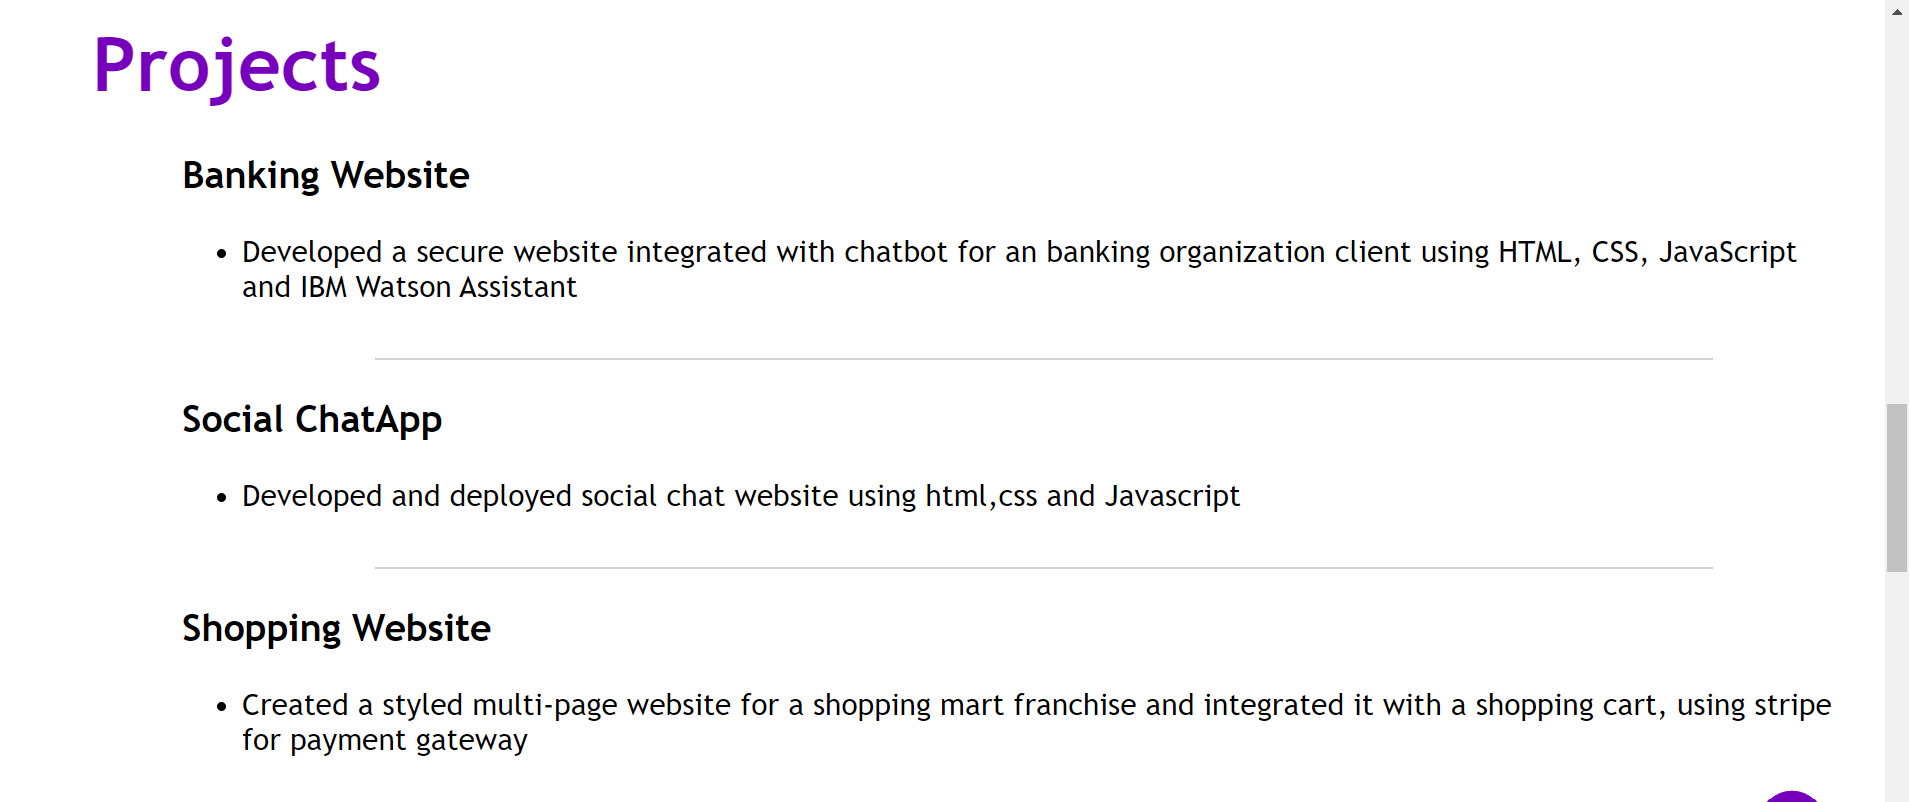 Projects
Banking Website
• Developed a secure website integrated with chatbot for an banking organization client using HTML, CSS, JavaScript
and IBM Watson Assistant
Social ChatApp
• Developed and deployed social chat website using html,css and Javascript
Shopping Website
• Created a styled multi-page website for a shopping mart franchise and integrated it with a shopping cart, using stripe
for payment gateway